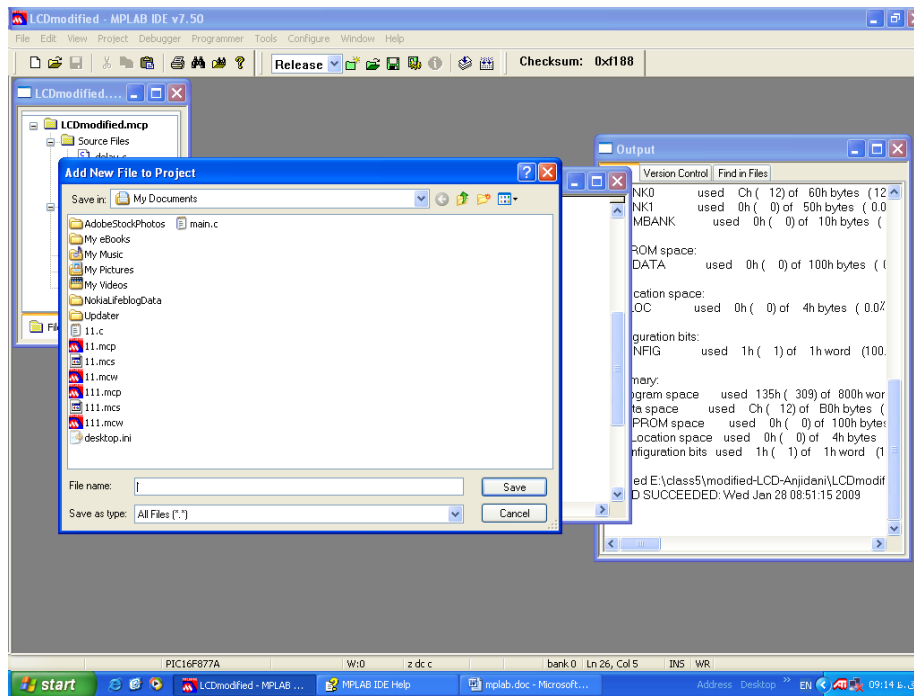 LCDmodified - MPLAB IDE v7.50
File Edit View Project Debugger Programmer Tools Configure Window Help
Release
Checksum: 0xf188
LCDmodified....
LCDmodified.mcp
Source Files
delay.c
Add New File to Project
Save in: My Documents
AdobeStockPhotos main.c
My eBooks
My Music
My Pictures
My Videos
NokiaLifeblogData
Updater
11.c
11.mcp
11.mcs
11.mcw
111.mcp
111.mcs
111.mcw
desktop.ini
File name:
Save
Save as type: All Files (*.*)
Cancel
Output
Version Control Find in Files
NK0 used Ch ( 12) of 60h bytes (12
NK1 used 0h ( 0) of 50h bytes ( 0.0
MBANK used 0h ( 0) of 10h bytes (
ROM space:
DATA used 0h ( 0) of 100h bytes (
cation space:
LOC used 0h ( 0) of 4h bytes ( 0.0%
guration bits:
NFIG used 1h ( 1) of 1h word (100.
mary:
ogram space used 135h ( 309) of 800h wor
ta space used Ch ( 12) of B0h bytes (
PROM space used 0h ( 0) of 100h bytes
Location space used 0h ( 0) of 4h bytes
nfiguration bits used 1h ( 1) of 1h word (1
ed E:\class5\modified-LCD-Anjidani\LCDmodif
D SUCCEEDED: Wed Jan 28 08:51:15 2009
PIC16F877A W:0 z dc c bank 0 Ln 26, Col 5 INS WR
start LCDmodified - MPLAB ... MPLAB IDE Help mplab.doc - Microsoft... Address Desktop » EN ATI 09:14